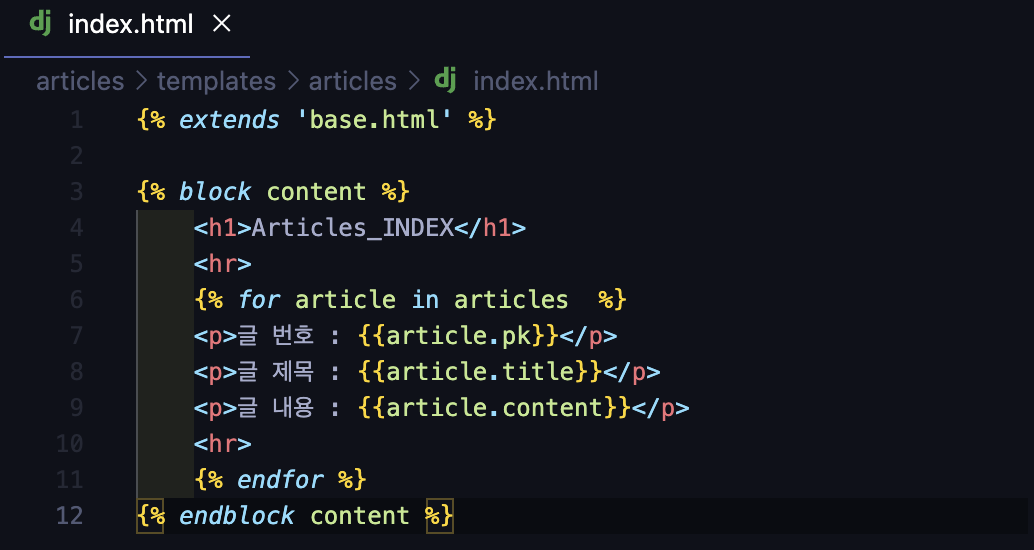 dj index.html ×
articles > templates > articles > dj index.html
1 {% extends 'base.html' %}
2
3 {% block content %}
4     <h1>Articles_INDEX</h1>
5     <hr>
6     {% for article in articles  %}
7     <p>글 번호 : {{article.pk}}</p>
8     <p>글 제목 : {{article.title}}</p>
9     <p>글 내용 : {{article.content}}</p>
10     <hr>
11     {% endfor %}
12 {% endblock content %}